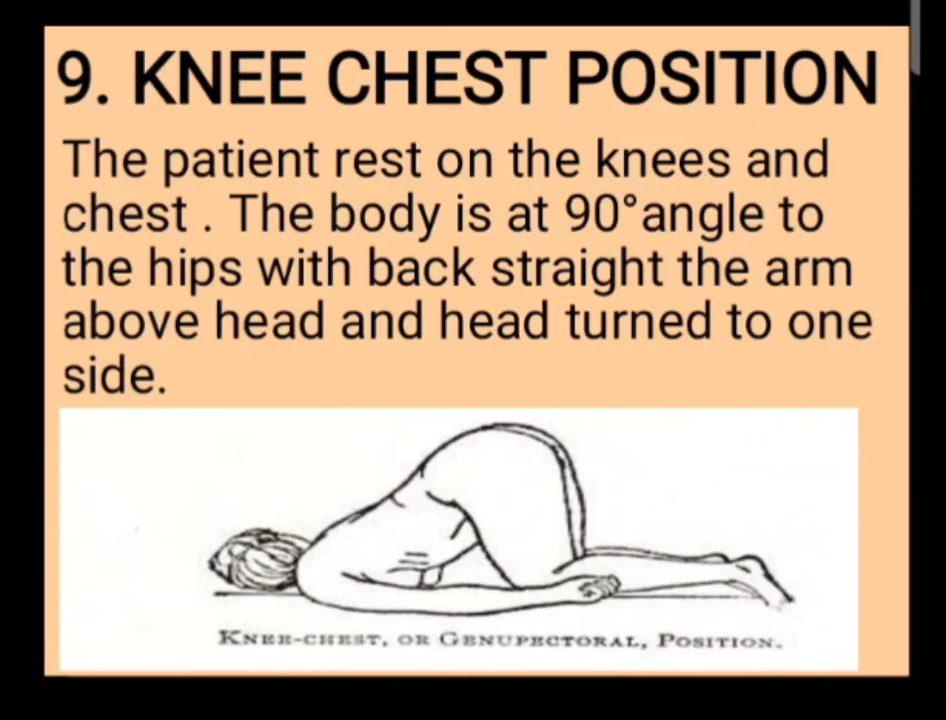 9. KNEE CHEST POSITION
The patient rest on the knees and
chest . The body is at 90°angle to
the hips with back straight the arm
above head and head turned to one
side.
KNEE-CHEST, OR GENUPECTORAL, POSITION.